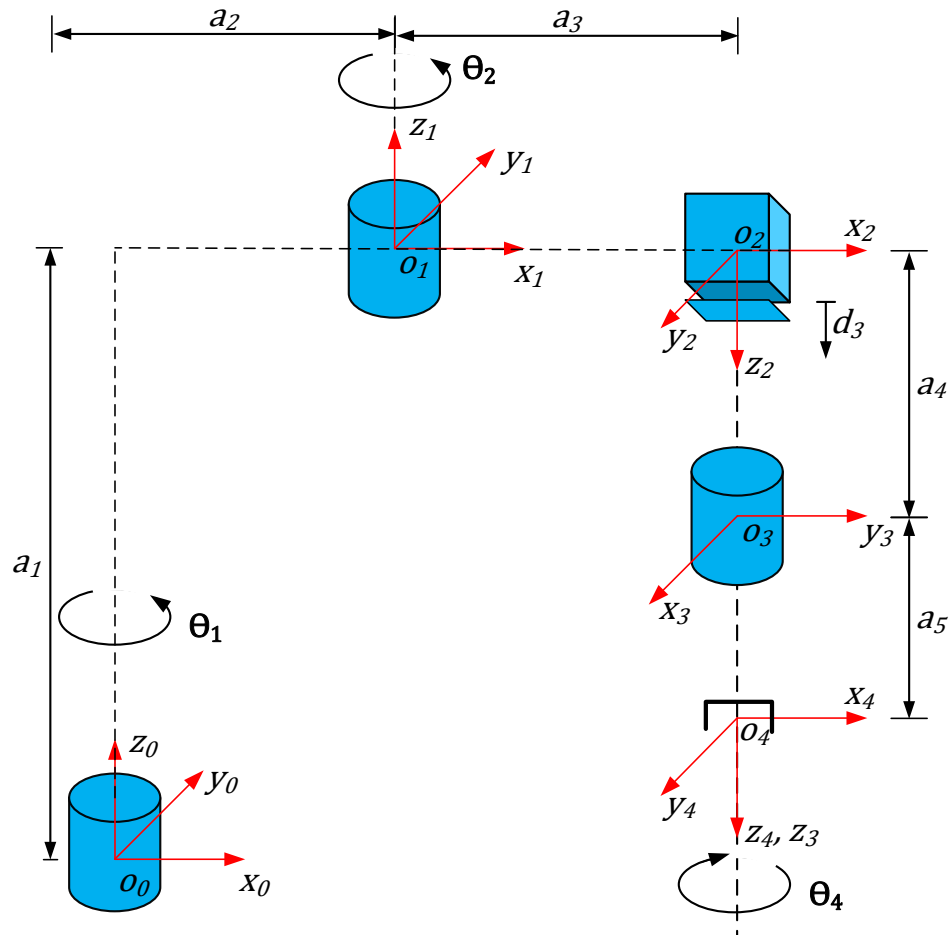 a₂
a₃
θ₂
z₁
y₁
o₁
x₁
o₂
x₂
y₂
z₂
d₃
a₄
a₁
o₃
y₃
x₃
θ₁
a₅
x₄
z₀
o₄
y₀
y₄
z₄, z₃
o₀
x₀
θ₄